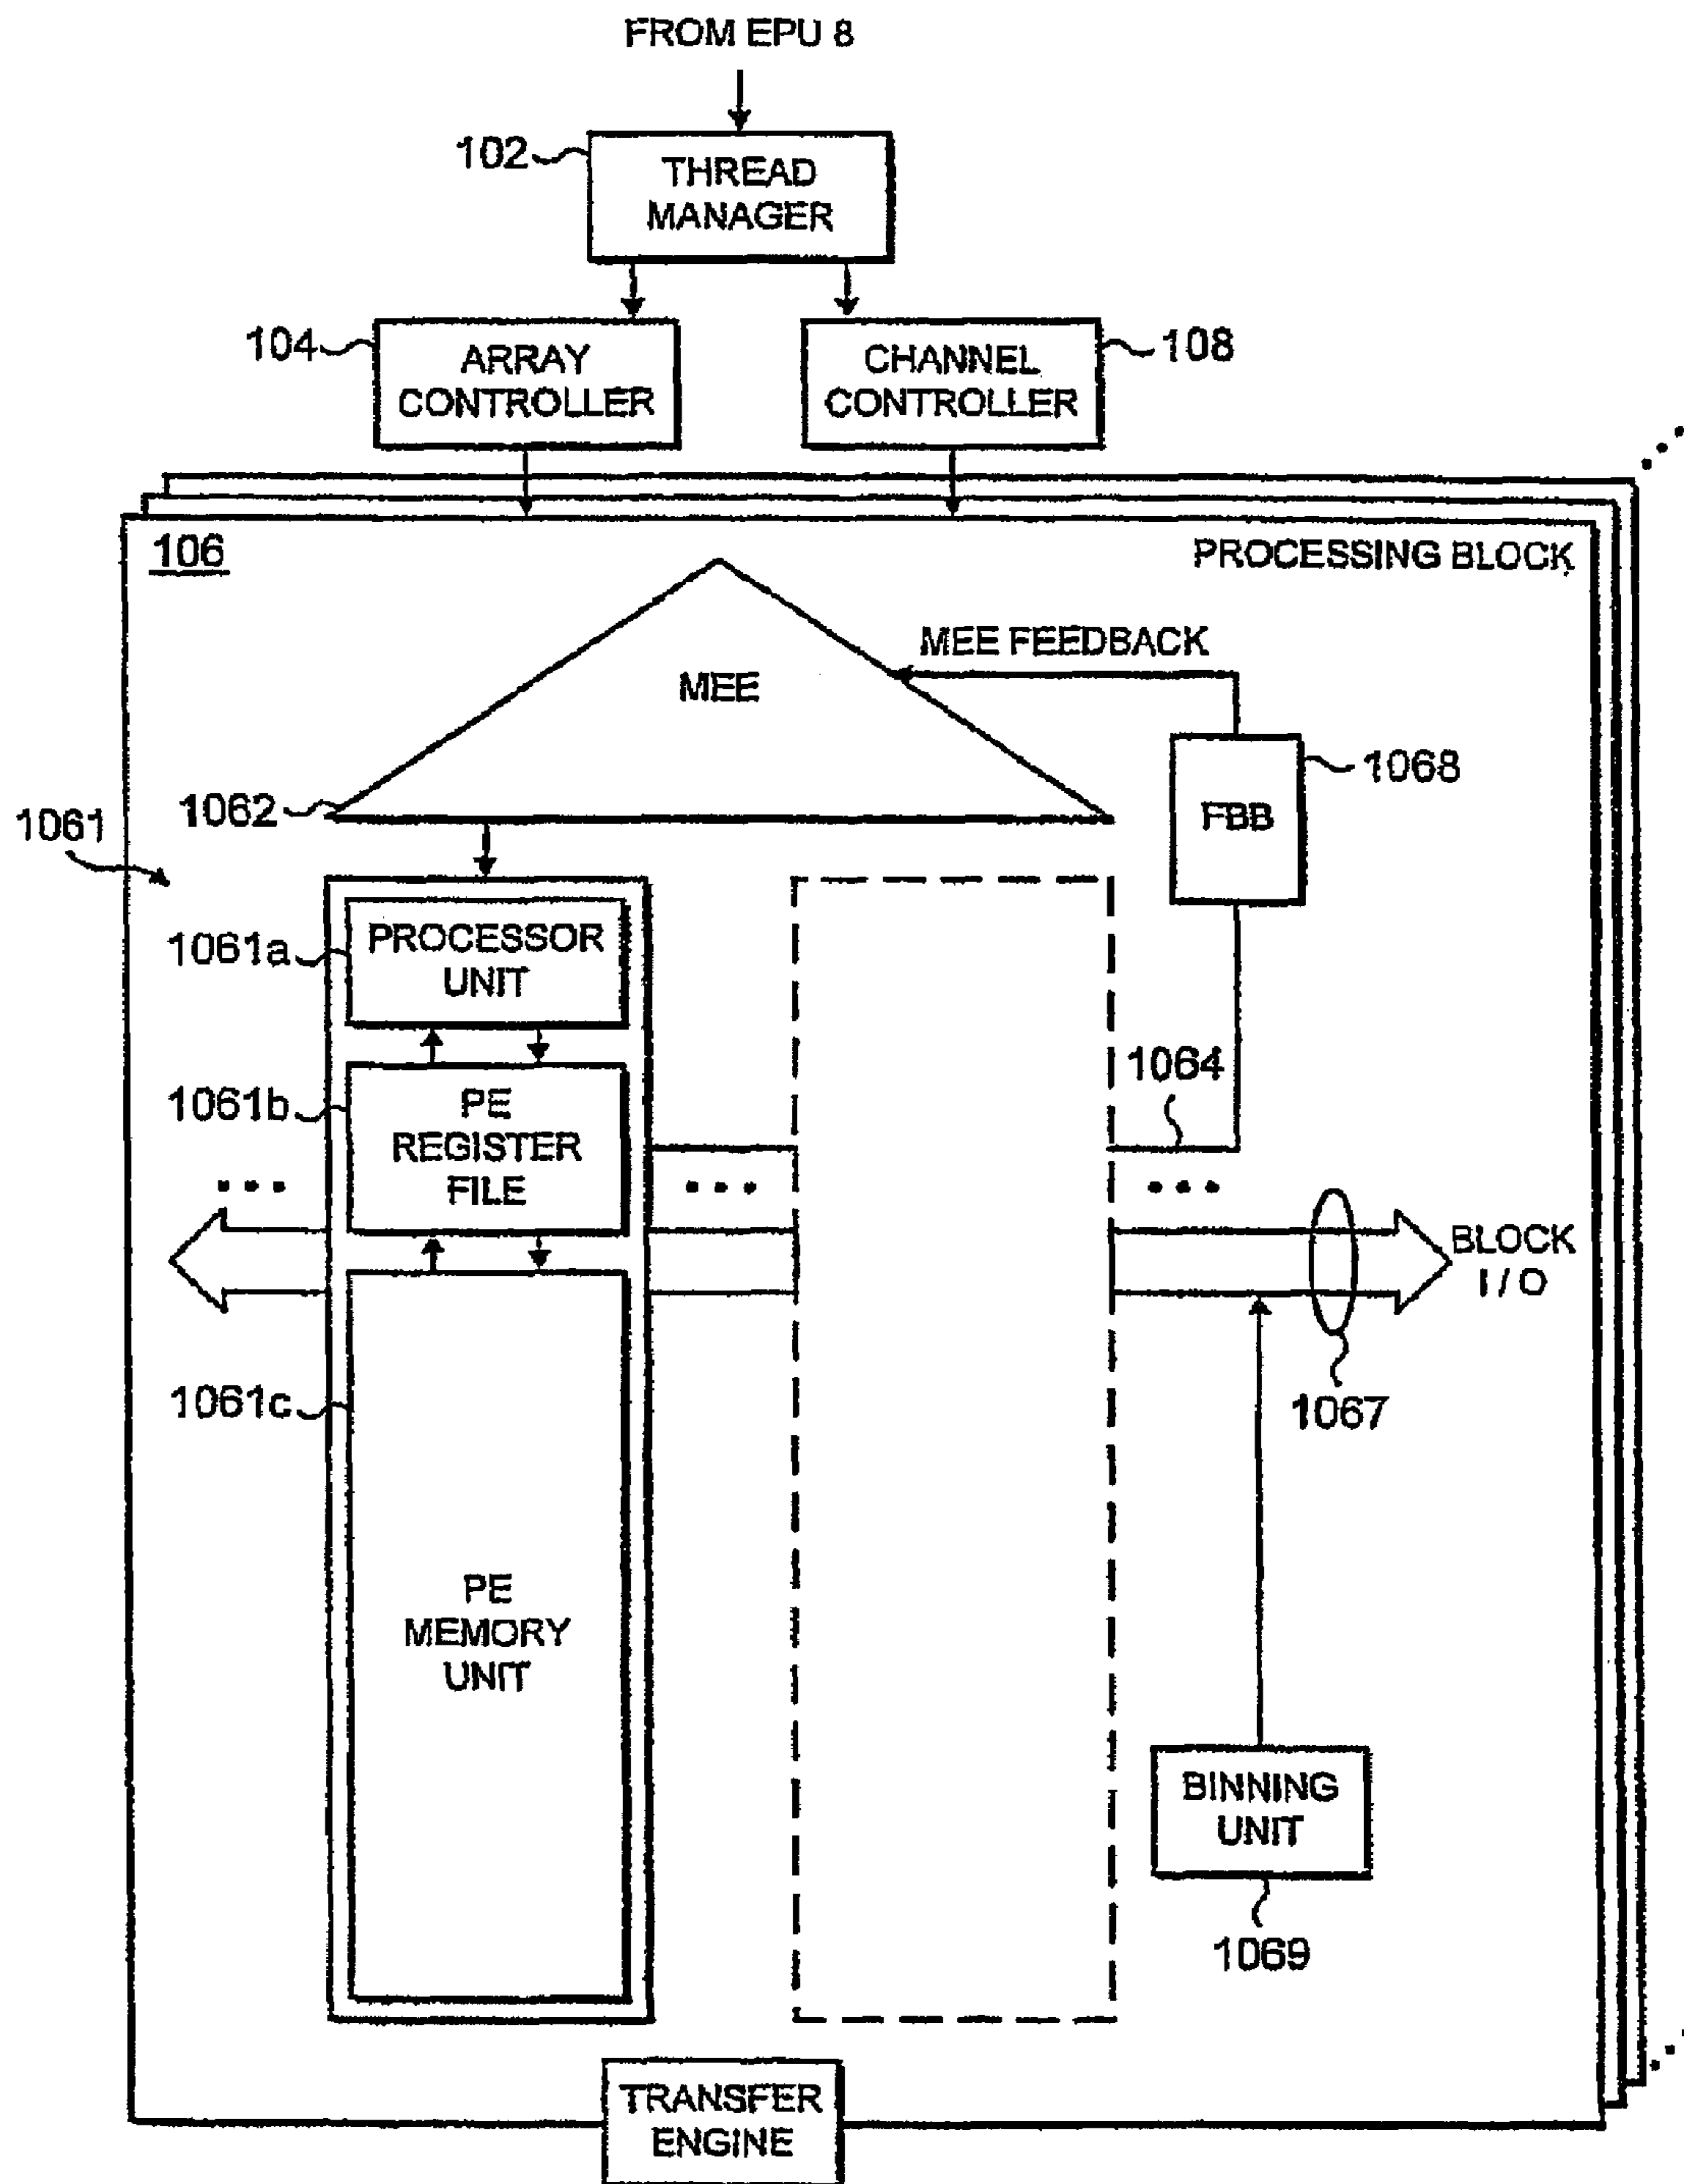 FROM EPU 8
102
THREAD
MANAGER
104
ARRAY
CONTROLLER
CHANNEL
CONTROLLER
108
106
PROCESSING BLOCK
MEE FEEDBACK
MEE
1068
FBB
1062
1061
1061a
PROCESSOR
UNIT
1064
1061b
PE
REGISTER
FILE
BLOCK
I / O
1067
1061c
PE
MEMORY
UNIT
BINNING
UNIT
1069
TRANSFER
ENGINE